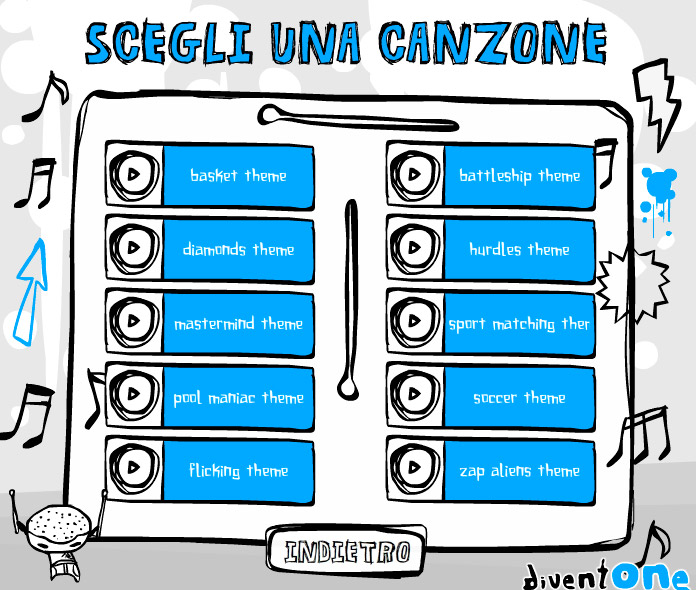 SCEGLI UNA CANZONE
basket theme
diamonds theme
mastermind theme
pool maniac theme
flicking theme
battleship theme
hurdles theme
sport matching ther
soccer theme
zap aliens theme
INDIETRO
diventOne